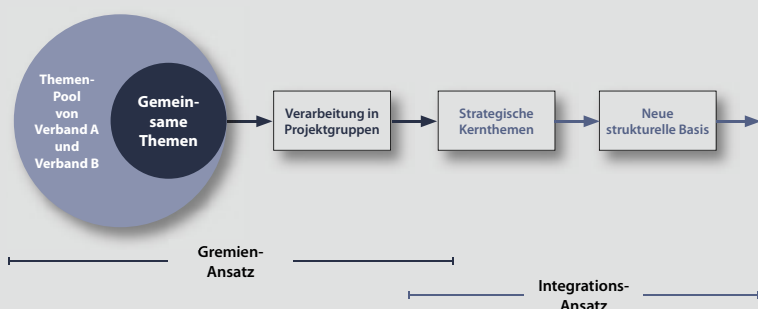 Themen-
Pool
von
Verband A
und
Verband B
Gemein-
same
Themen
Verarbeitung in
Projektgruppen
Strategische
Kernthemen
Neue
strukturelle Basis
Gremien-
Ansatz
Integrations-
Ansatz